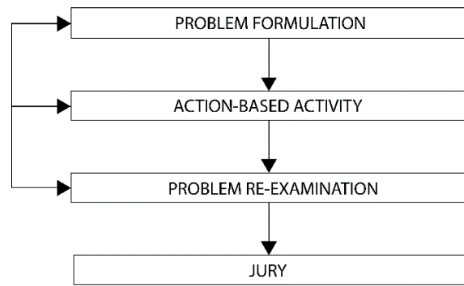 PROBLEM FORMULATION
ACTION-BASED ACTIVITY
PROBLEM RE-EXAMINATION
JURY